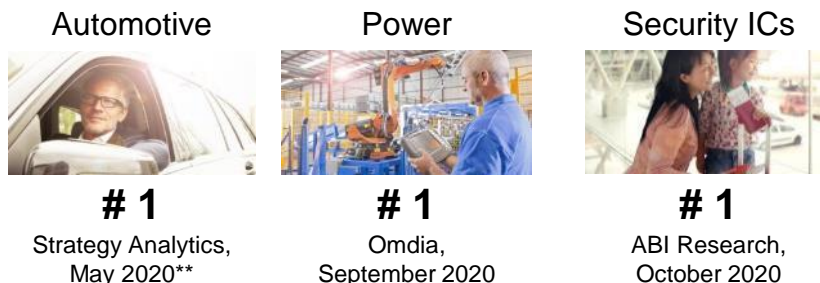 Automotive
Power
Security ICs
# 1
# 1
# 1
Strategy Analytics,
May 2020**
Omdia,
September 2020
ABI Research,
October 2020